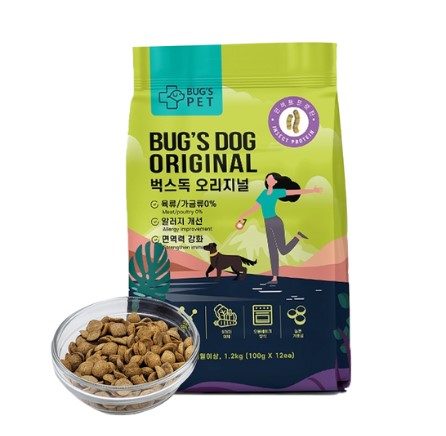 BUG'S
PET
INSECT PROTEIN
BUG'S DOG
ORIGINAL
벅스독 오리지널
육류/가금류0%
Meat/poultry 0%
알러지 개선
Allergy improvement
면역력 강화
Strengthen
1.2kg (100g X 12ea)